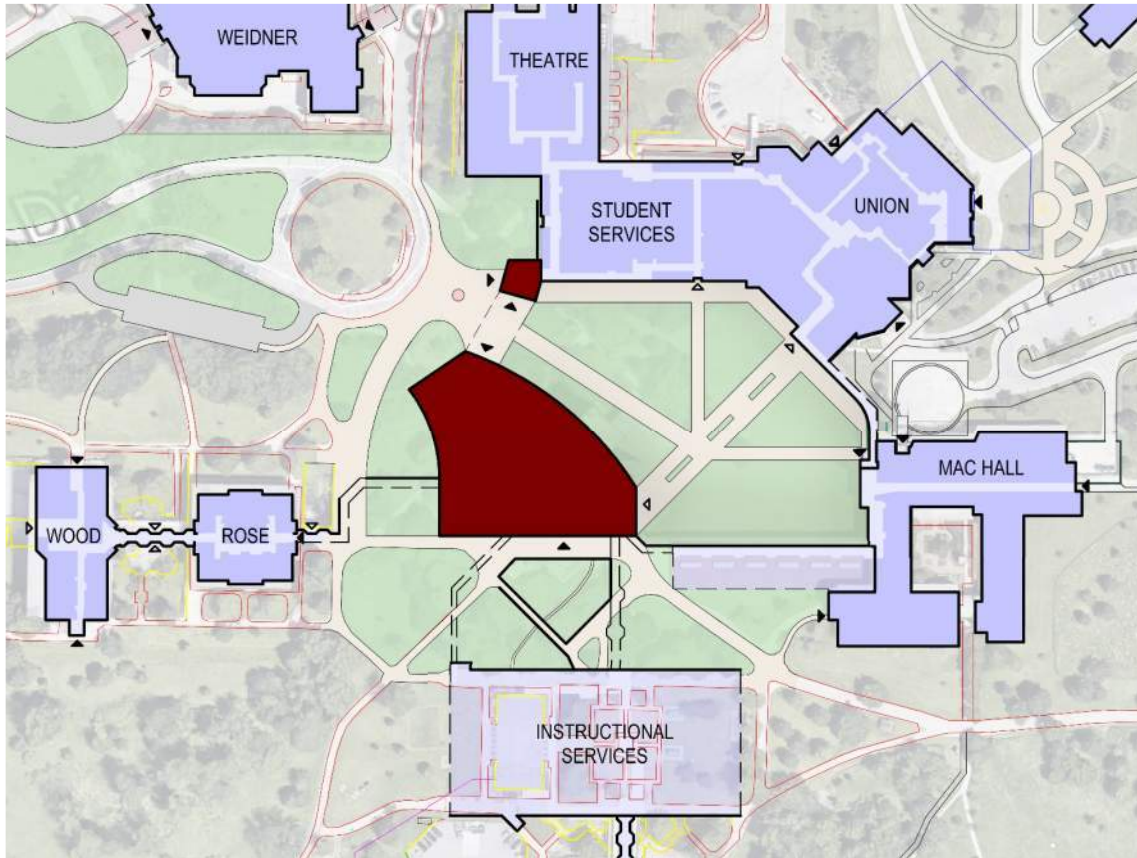 WEIDNER
THEATRE
STUDENT
SERVICES
UNION
MAC HALL
WOOD
ROSE
INSTRUCTIONAL
SERVICES